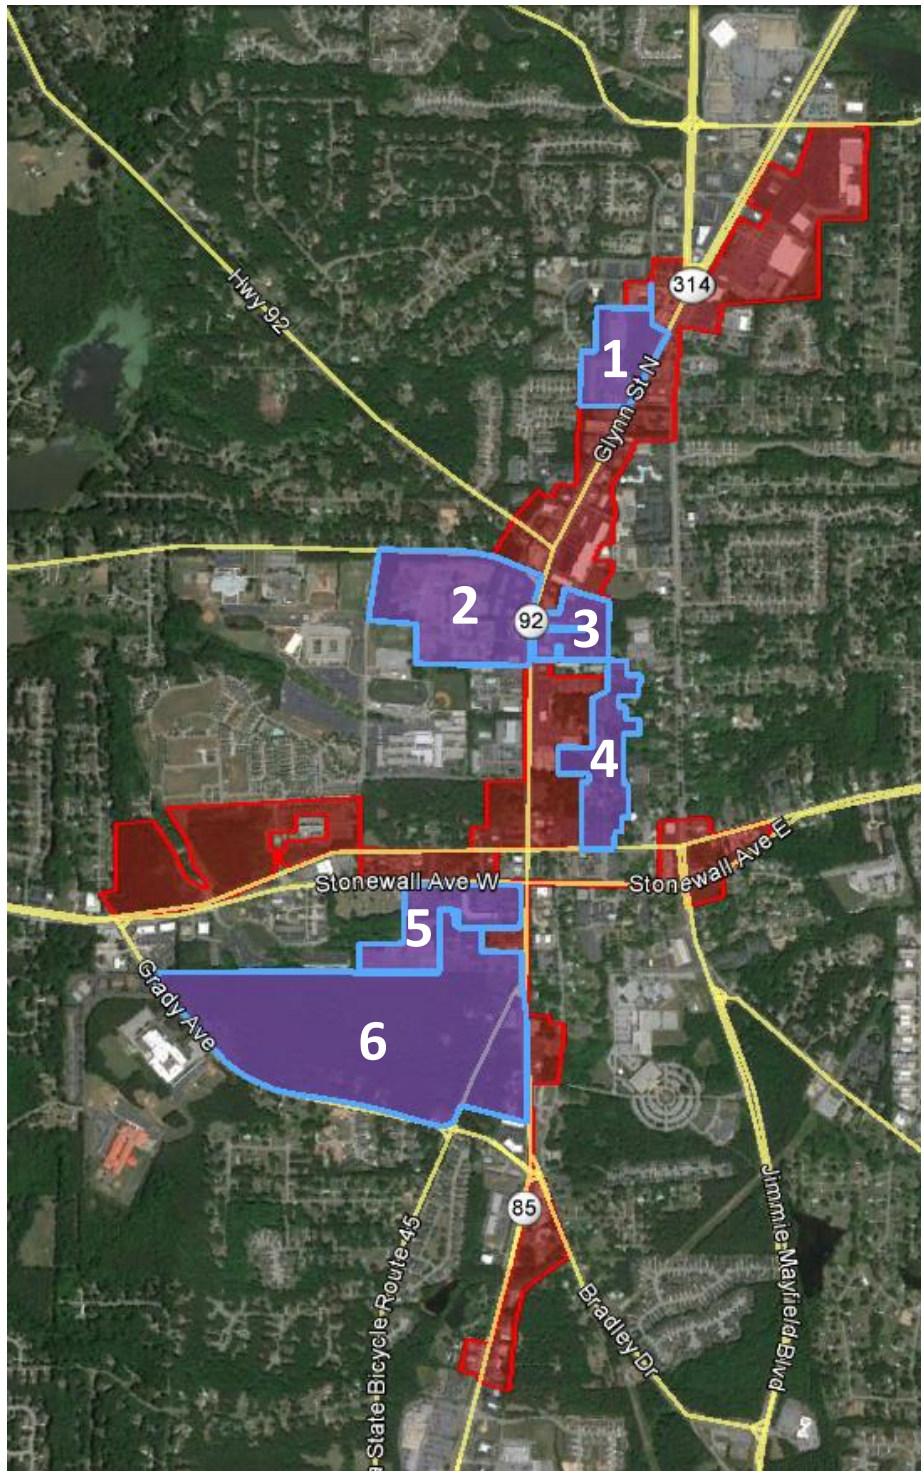 Hwy 92
314
1
Glynn St N
2
92
3
4
Stonewall Ave W
Stonewall Ave E
5
Grady Ave
6
85
a State Bicycle Route 45
Jimmie Mayfield Blvd
Bradley Dr